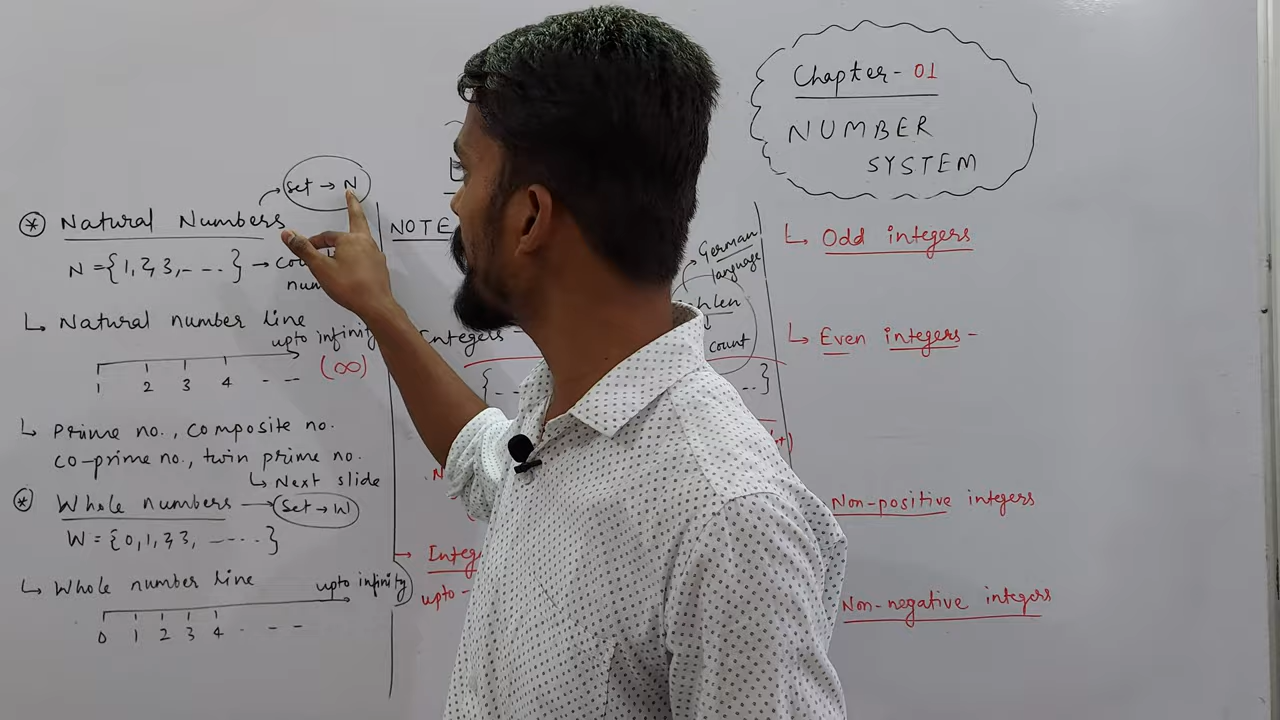 Chapter-01
NUMBER
SYSTEM
Set → N
* Natural Numbers
N = {1, 2, 3, - - - -} →
↳ Natural number line
upto infinity
(∞)
1 2 3 4 - - -
↳ Prime no., composite no.
co-prime no., twin prime no.
↳ Next slide
* Whole numbers → Set → W
W = {0, 1, 2, 3, - - - - -}
↳ Whole number line
upto infinity
0 1 2 3 4 - - - -
NOTE
German
language
count
Integers -
{- - -
..}
upto -
↳ Odd integers
↳ Even integers -
Non-positive integers
Non-negative integers